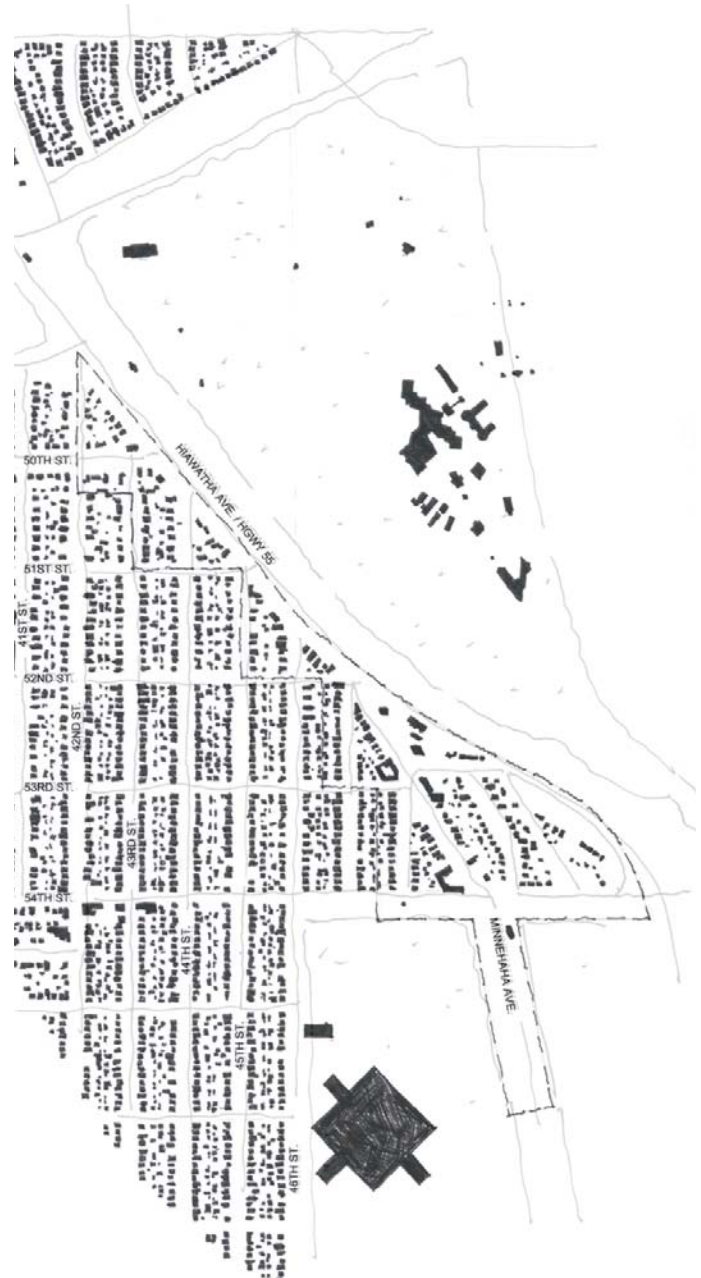 HIAWATHA AVE. / HGWY 55
50TH ST.
51ST ST.
41ST ST.
52ND ST.
42ND ST.
53RD ST.
43RD ST.
54TH ST.
44TH ST.
MINNEHAHA AVE.
45TH ST.
46TH ST.